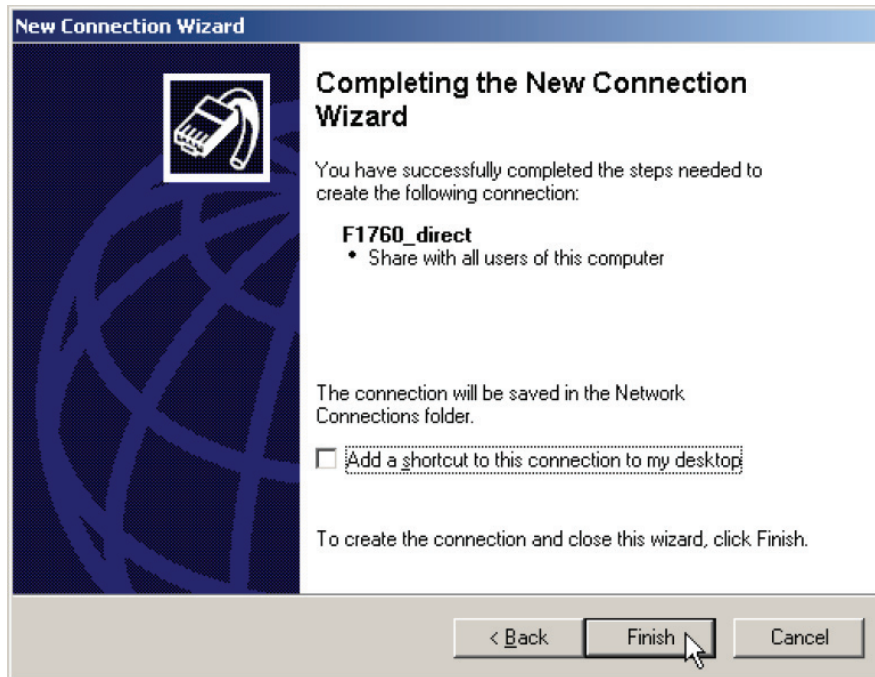 New Connection Wizard
Completing the New Connection
Wizard
You have successfully completed the steps needed to
create the following connection:
F1760_direct
• Share with all users of this computer
The connection will be saved in the Network
Connections folder.
Add a shortcut to this connection to my desktop
To create the connection and close this wizard, click Finish.
< Back
Finish
Cancel